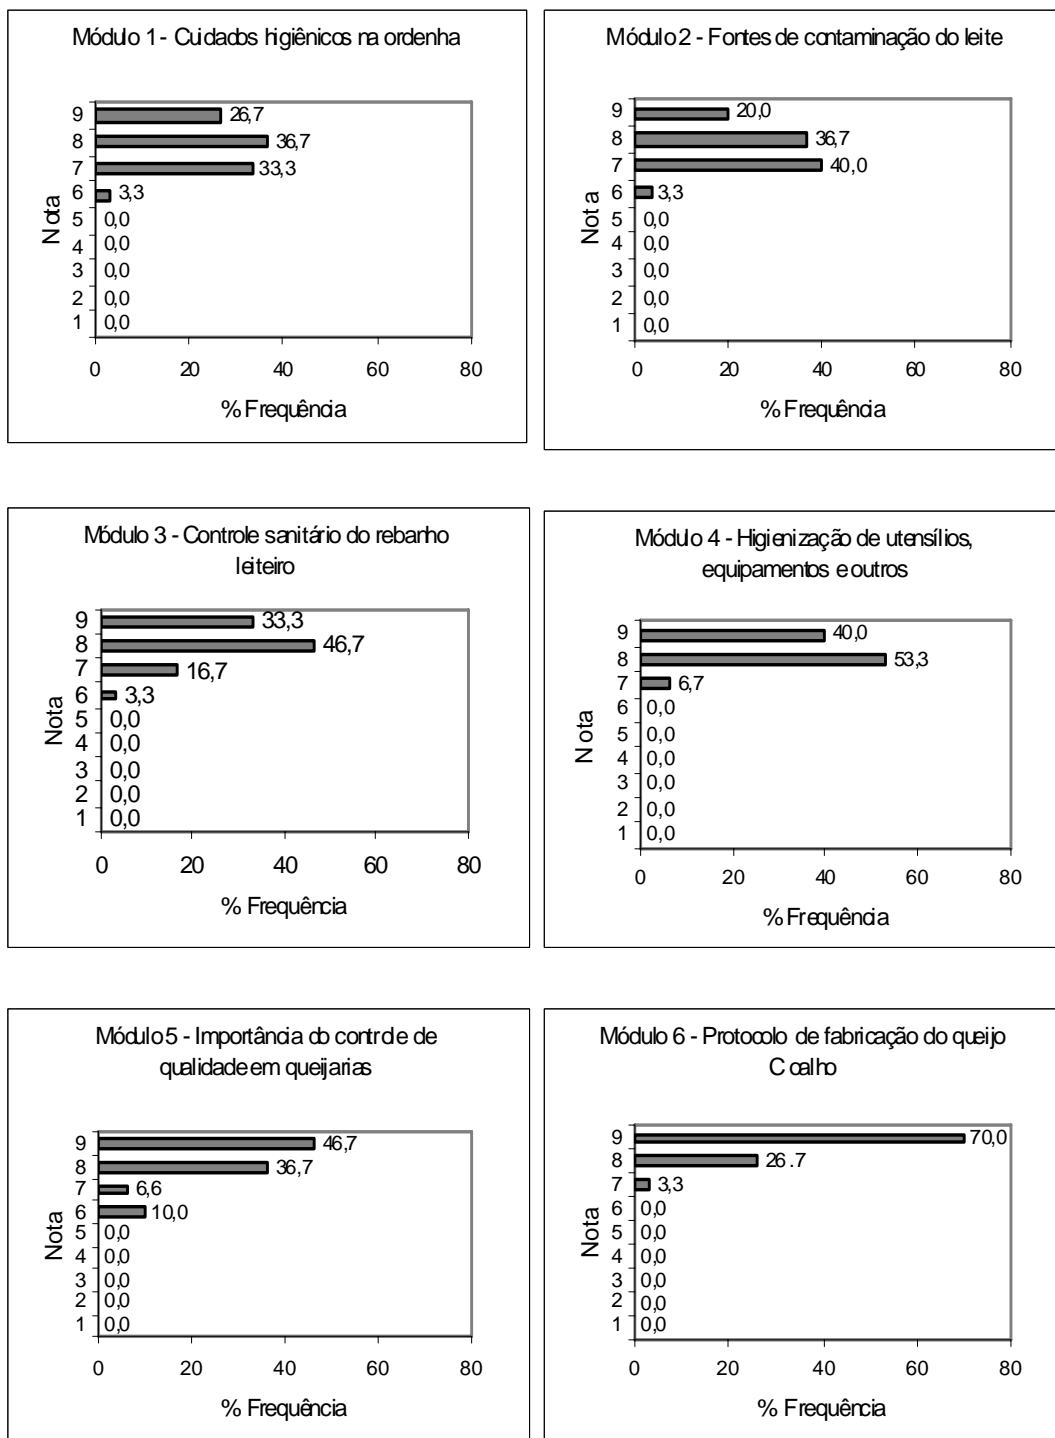 Módulo 1 - Cuidados higiênicos na ordenha
Nota
9 26,7
8 36,7
7 33,3
6 3,3
5 0,0
4 0,0
3 0,0
2 0,0
1 0,0
0 20 40 60 80
% Frequência
Módulo 2 - Fontes de contaminação do leite
Nota
9 20,0
8 36,7
7 40,0
6 3,3
5 0,0
4 0,0
3 0,0
2 0,0
1 0,0
0 20 40 60 80
% Frequência
Módulo 3 - Controle sanitário do rebanho
leiteiro
Nota
9 33,3
8 46,7
7 16,7
6 3,3
5 0,0
4 0,0
3 0,0
2 0,0
1 0,0
0 20 40 60 80
% Frequência
Módulo 4 - Higienização de utensílios,
equipamentos e outros
Nota
9 40,0
8 53,3
7 6,7
6 0,0
5 0,0
4 0,0
3 0,0
2 0,0
1 0,0
0 20 40 60 80
% Frequência
Módulo 5 - Importância do controle de
qualidade em queijarias
Nota
9 46,7
8 36,7
7 6,6
6 10,0
5 0,0
4 0,0
3 0,0
2 0,0
1 0,0
0 20 40 60 80
% Frequência
Módulo 6 - Protocolo de fabricação do queijo
Coalho
Nota
9 70,0
8 26.7
7 3,3
6 0,0
5 0,0
4 0,0
3 0,0
2 0,0
1 0,0
0 20 40 60 80
% Frequência